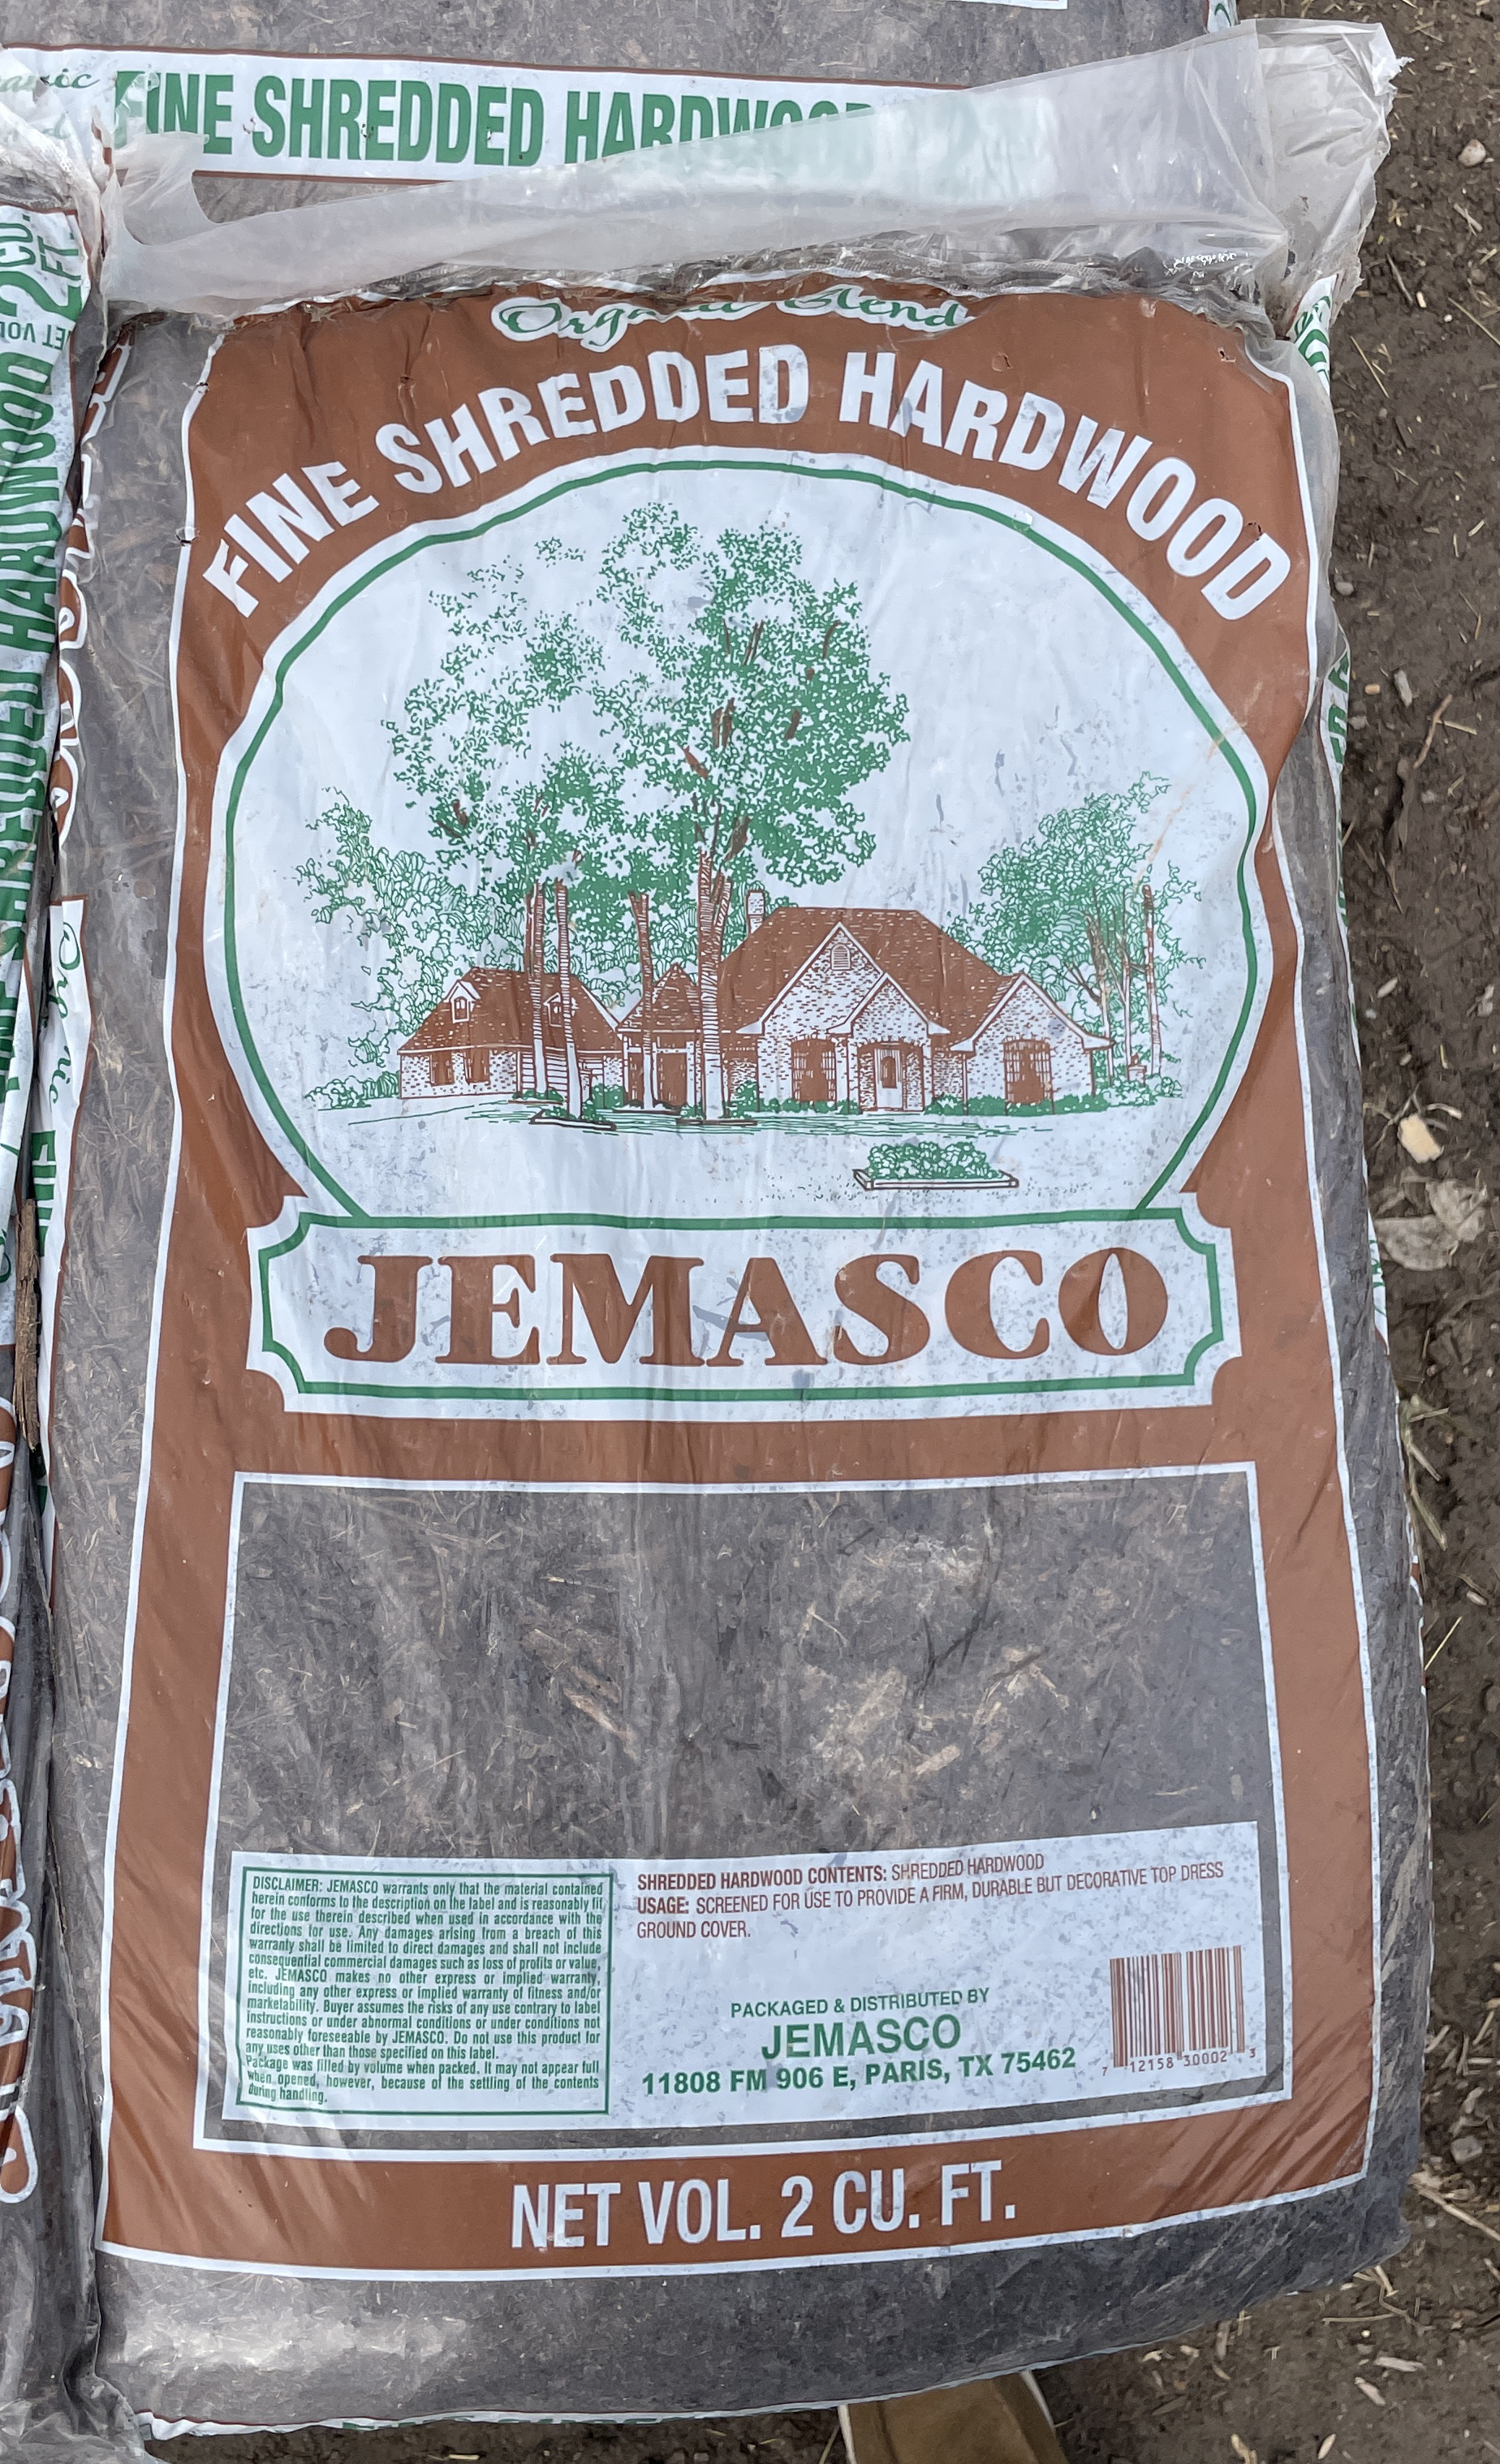 FINE SHREDDED HARDWOOD
2 CU.
FT.
NET VOL
SHREDDED HARDWOOD
Organic Blend
FINE SHREDDED HARDWOOD
Organic
FINE
JEMASCO
DISCLAIMER: JEMASCO warrants only that the material contained
herein conforms to the description on the label and is reasonably fit
for the use therein described when used in accordance with the
directions for use. Any damages arising from a breach of this
warranty shall be limited to direct damages and shall not include
consequential commercial damages such as loss of profits or value,
etc. JEMASCO makes no other express or implied warranty,
including any other express or implied warranty of fitness and/or
marketability. Buyer assumes the risks of any use contrary to label
instructions or under abnormal conditions or under conditions not
reasonably foreseeable by JEMASCO. Do not use this product for
any uses other than those specified on this label.
Package was filled by volume when packed. It may not appear full
when opened, however, because of the settling of the contents
during handling.
SHREDDED HARDWOOD CONTENTS: SHREDDED HARDWOOD
USAGE: SCREENED FOR USE TO PROVIDE A FIRM, DURABLE BUT DECORATIVE TOP DRESS
GROUND COVER.
PACKAGED & DISTRIBUTED BY
JEMASCO
11808 FM 906 E, PARIS, TX 75462
7 12158 30002 3
NET VOL. 2 CU. FT.